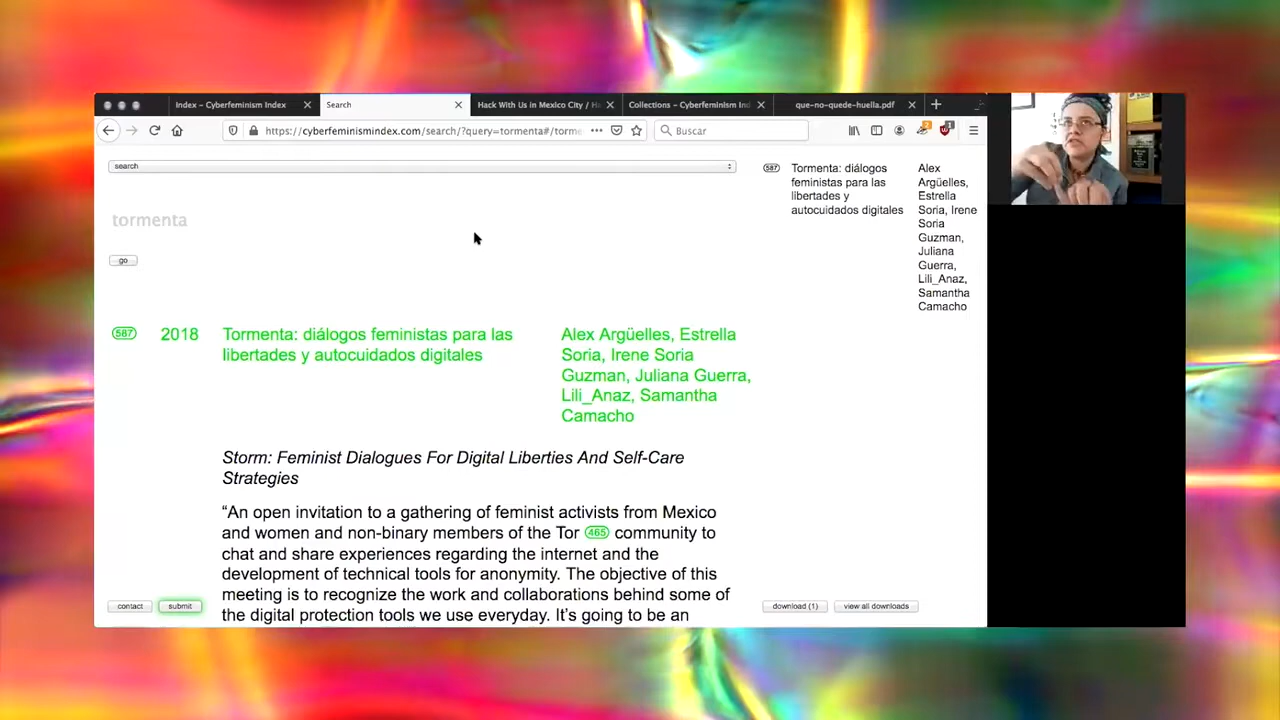 Index – Cyberfeminism Index
Search
Hack With Us in Mexico City / H
Collections – Cyberfeminism Ind
que-no-quede-huella.pdf
https://cyberfeminismindex.com/search/?query=tormenta#/torme
Buscar
2
1
search
tormenta
go
587
2018
Tormenta: diálogos feministas para las
libertades y autocuidados digitales
Alex Argüelles, Estrella
Soria, Irene Soria
Guzman, Juliana Guerra,
Lili_Anaz, Samantha
Camacho
Storm: Feminist Dialogues For Digital Liberties And Self-Care
Strategies
“An open invitation to a gathering of feminist activists from Mexico
and women and non-binary members of the Tor 465 community to
chat and share experiences regarding the internet and the
development of technical tools for anonymity. The objective of this
meeting is to recognize the work and collaborations behind some of
the digital protection tools we use everyday. It’s going to be an
contact
submit
587
Tormenta: diálogos
feministas para las
libertades y
autocuidados digitales
Alex
Argüelles,
Estrella
Soria, Irene
Soria
Guzman,
Juliana
Guerra,
Lili_Anaz,
Samantha
Camacho
download (1)
view all downloads